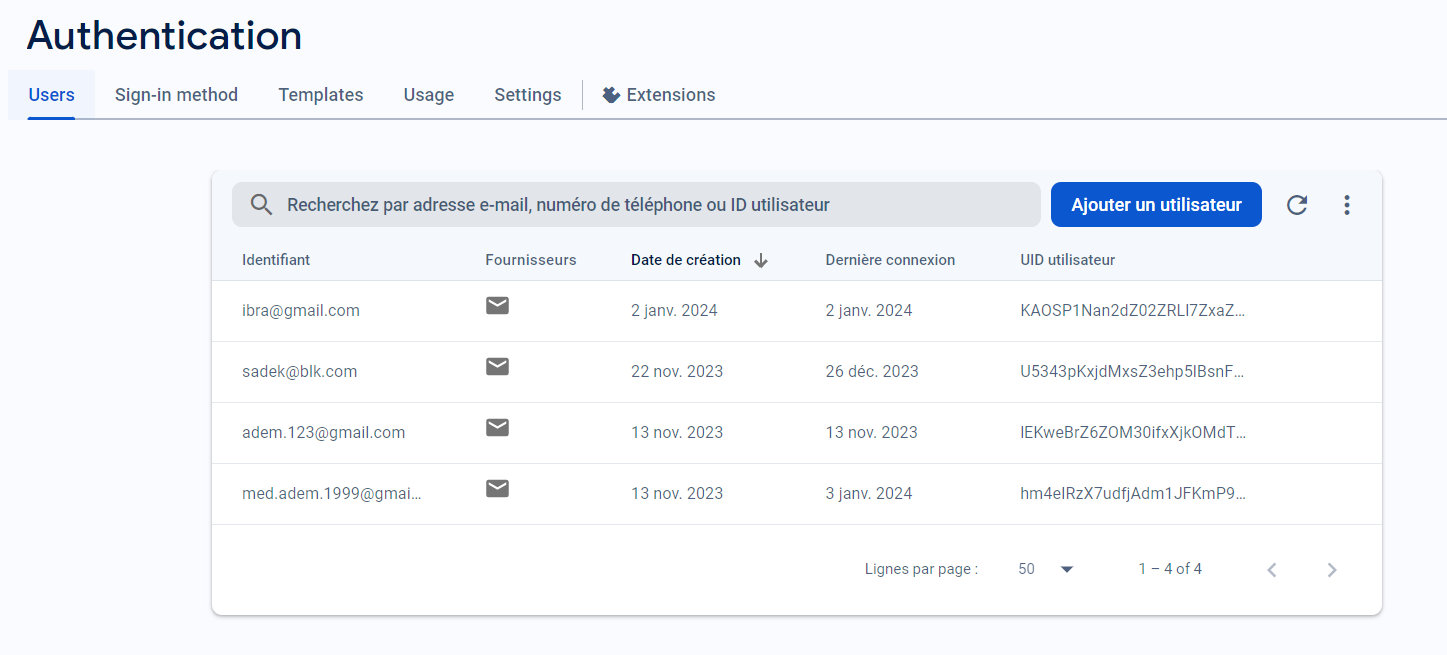 Authentication
Users Sign-in method Templates Usage Settings Extensions
Recherchez par adresse e-mail, numéro de téléphone ou ID utilisateur Ajouter un utilisateur
Identifiant Fournisseurs Date de création Dernière connexion UID utilisateur
ibra@gmail.com 2 janv. 2024 2 janv. 2024 KAOSP1Nan2dZ02ZRLI7ZxaZ...
sadek@blk.com 22 nov. 2023 26 déc. 2023 U5343pKxjdMxsZ3ehp5IBsnF...
adem.123@gmail.com 13 nov. 2023 13 nov. 2023 IEKweBrZ6ZOM30ifxXjkOMdT...
med.adem.1999@gmai... 13 nov. 2023 3 janv. 2024 hm4eIRzX7udfjAdm1JFKmP9...
Lignes par page : 50 1 – 4 of 4